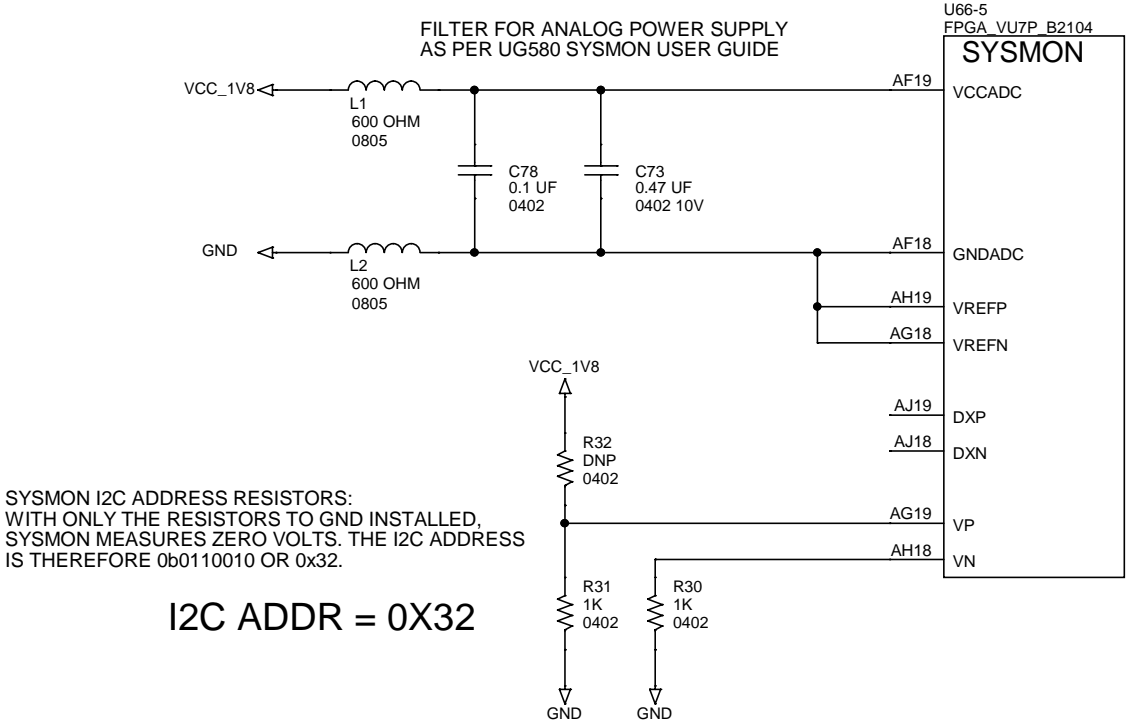 U66-5
FPGA_VU7P_B2104
FILTER FOR ANALOG POWER SUPPLY
AS PER UG580 SYSMON USER GUIDE
SYSMON
VCC_1V8
L1
600 OHM
0805
AF19
VCCADC
C78
0.1 UF
0402
C73
0.47 UF
0402 10V
GND
L2
600 OHM
0805
AF18
GNDADC
AH19
VREFP
AG18
VREFN
VCC_1V8
AJ19
DXP
AJ18
DXN
R32
DNP
0402
SYSMON I2C ADDRESS RESISTORS:
WITH ONLY THE RESISTORS TO GND INSTALLED,
SYSMON MEASURES ZERO VOLTS. THE I2C ADDRESS
IS THEREFORE 0b0110010 OR 0x32.
AG19
VP
AH18
VN
R31
1K
0402
R30
1K
0402
I2C ADDR = 0X32
GND
GND